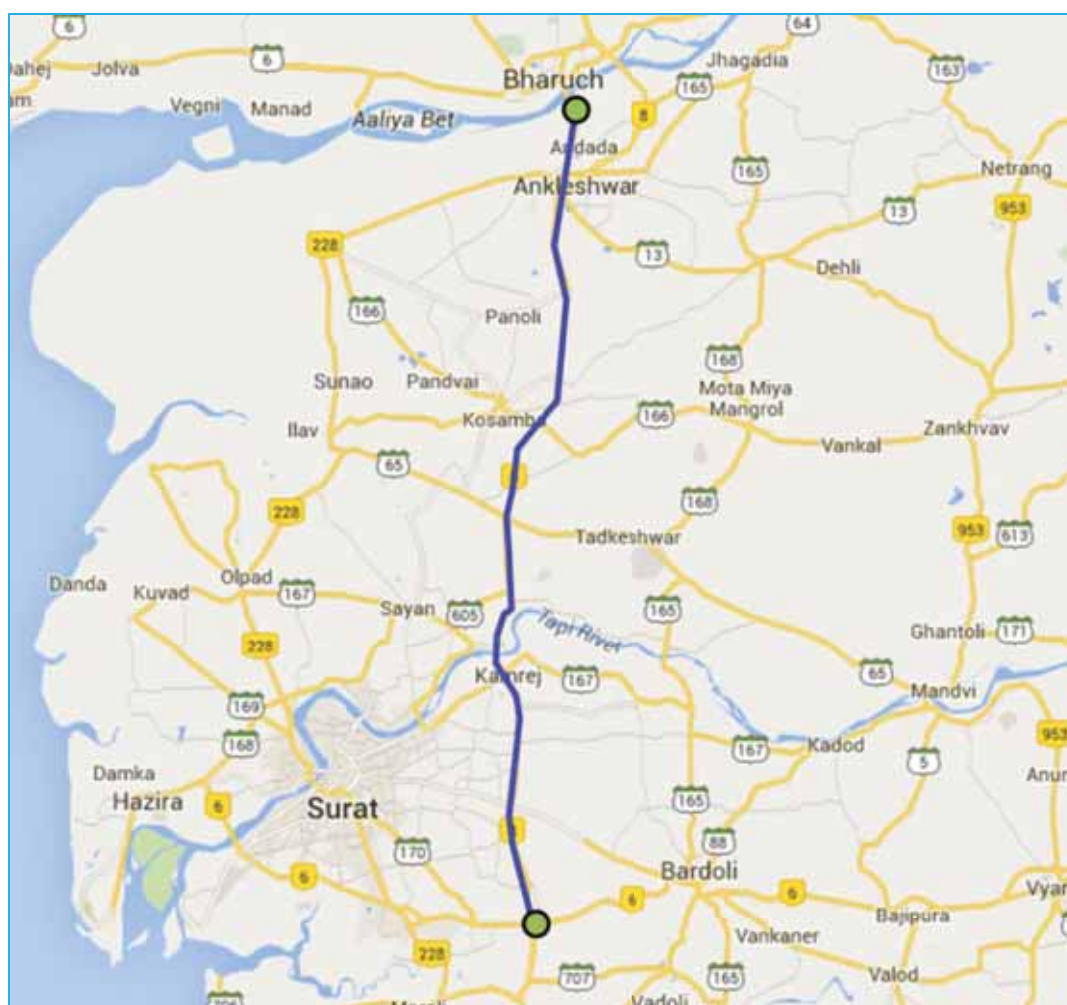 6
64
Dahej
Jolva
6
Bharuch
Jhagadia
163
165
Vegni
Manad
Aaliya Bet
8
Andada
165
Netrang
Ankleshwar
953
228
13
13
Dehli
166
Panoli
168
Sunao
Pandvai
Mota Miya
Mangrol
Kosamba
166
Ilav
Vankal
Zankhvav
65
168
228
953
613
Tadkeshwar
Danda
Kuvad
Olpad
167
Sayan
605
165
Tapi River
Ghantoli
171
228
Kamrej
167
65
Mandvi
169
168
167
Kadod
953
Damka
5
Hazira
6
Surat
165
88
170
Bardoli
6
6
6
Bajipura
Vankaner
228
707
165
Valod
Vadoli